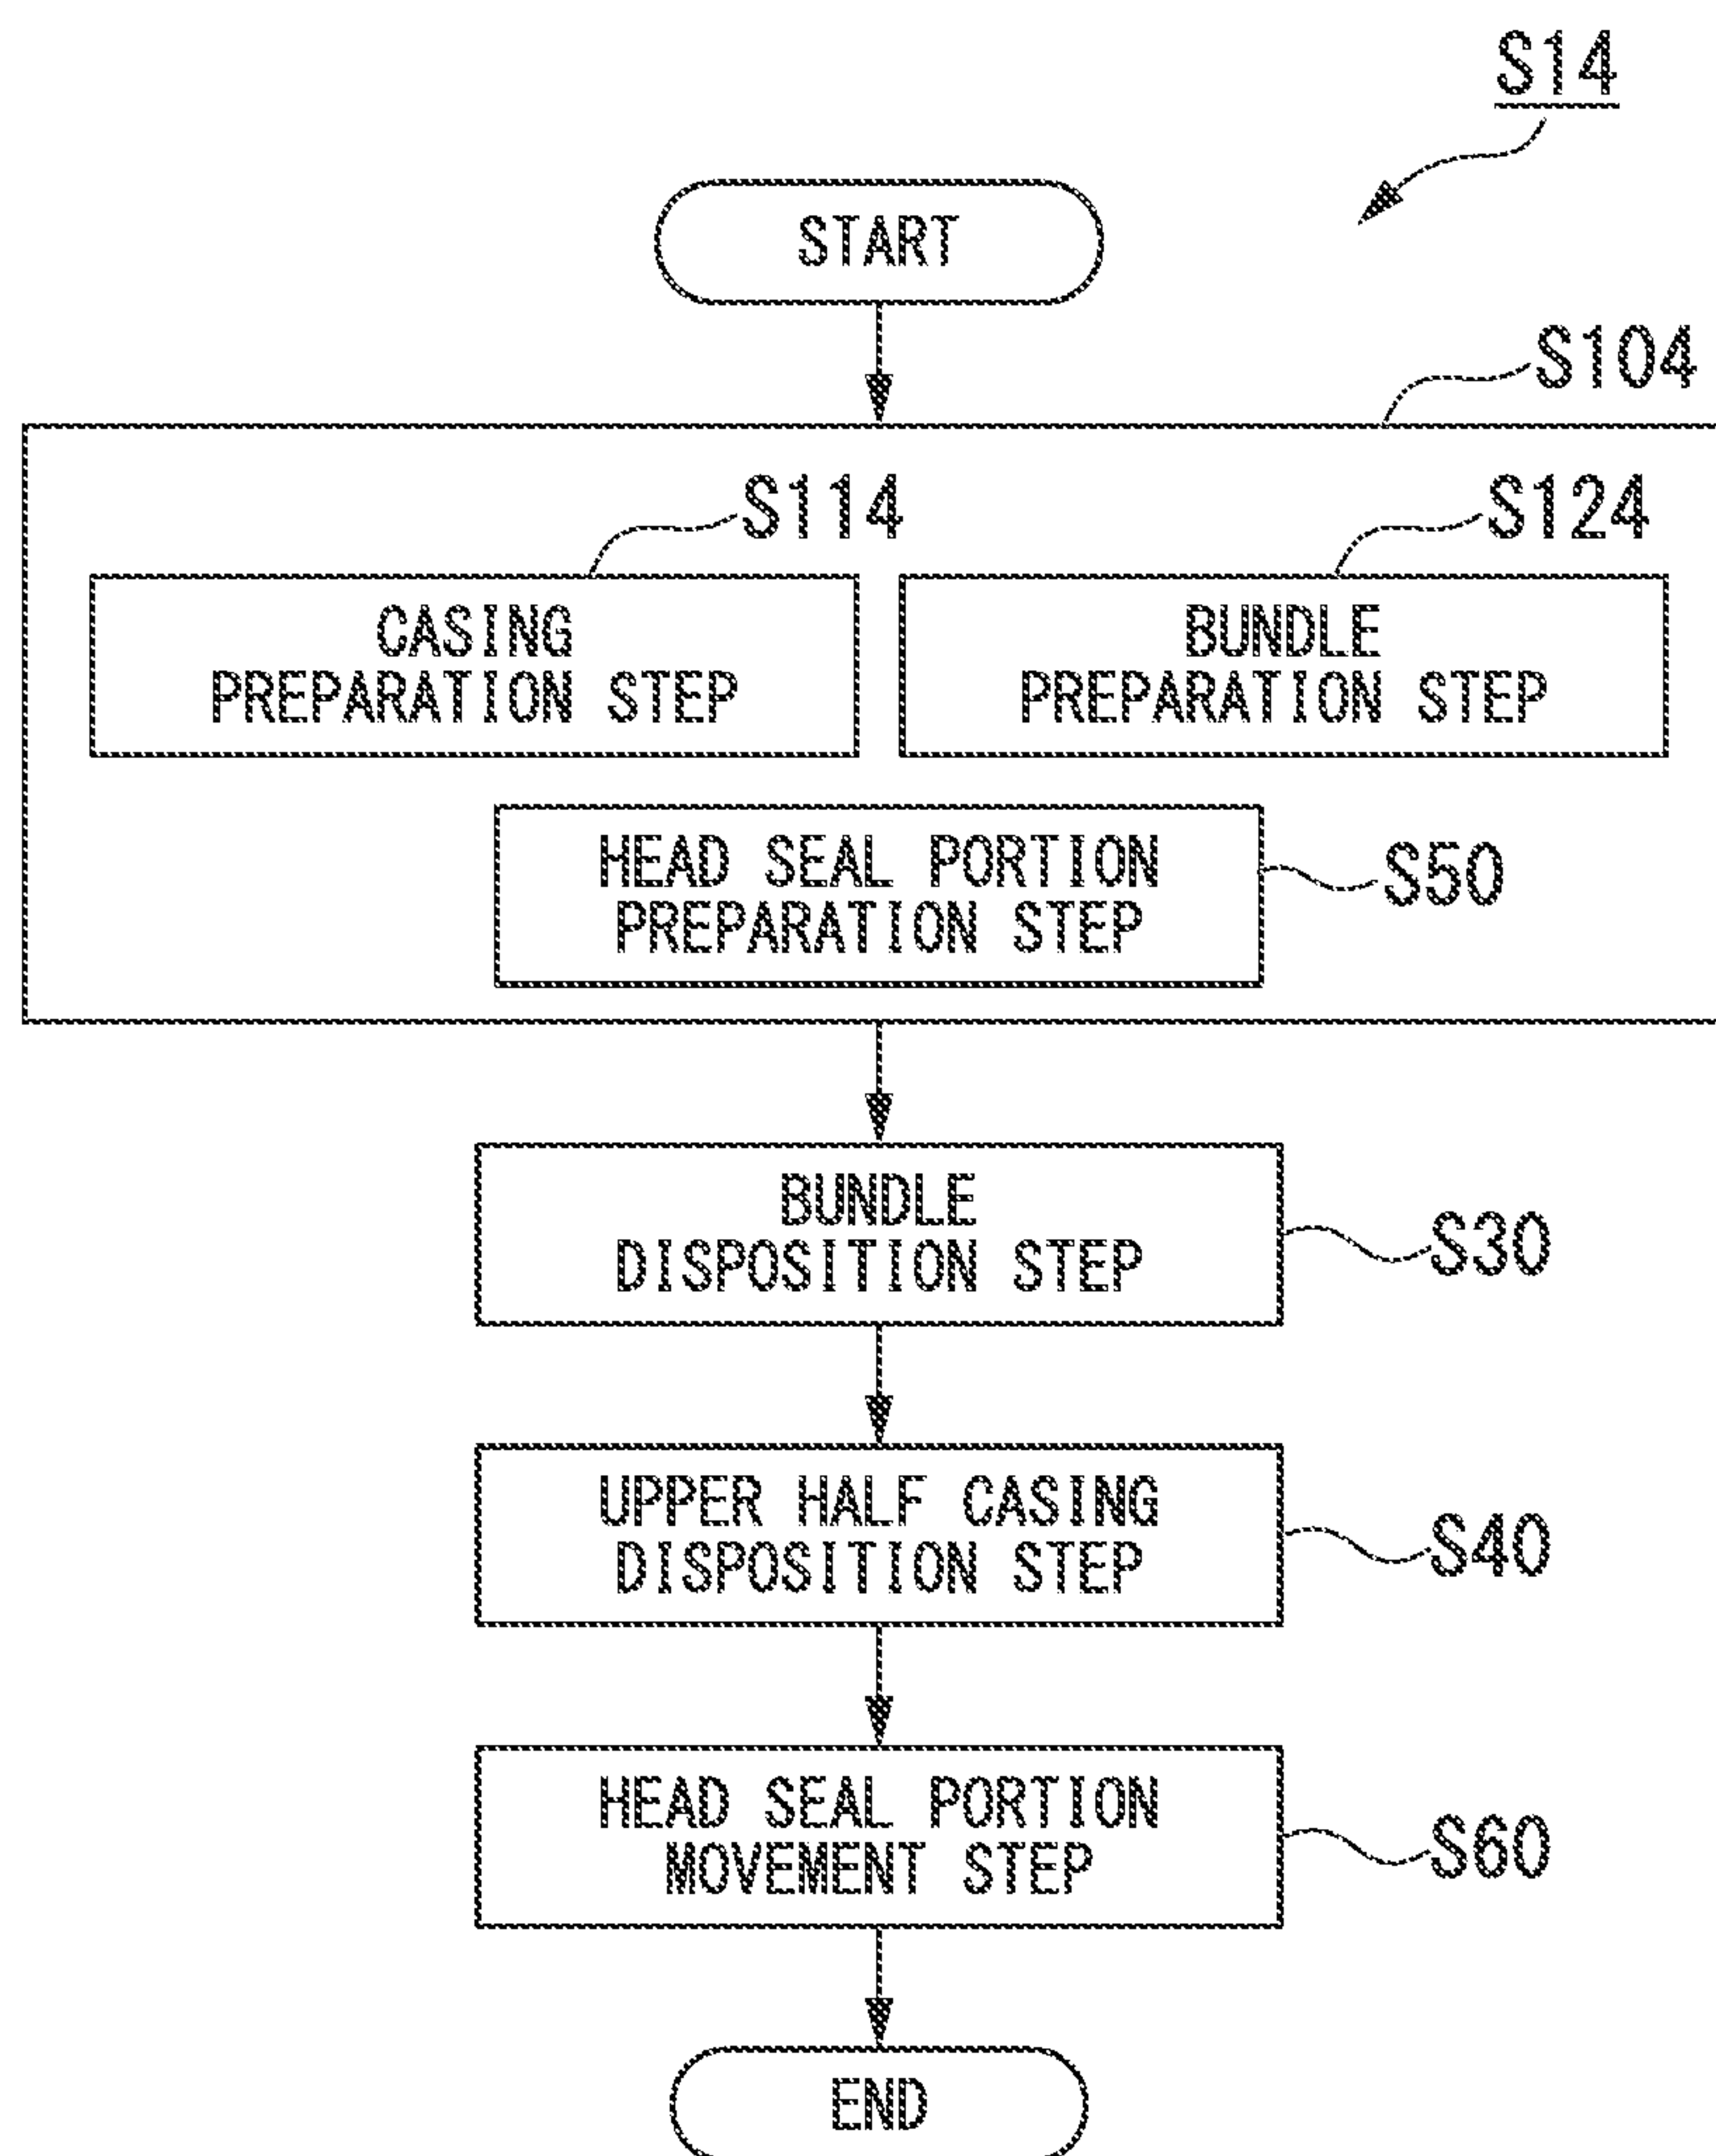 S14
START
S104
S114
S124
CASING
PREPARATION STEP
BUNDLE
PREPARATION STEP
HEAD SEAL PORTION
PREPARATION STEP
S50
BUNDLE
DISPOSITION STEP
S30
UPPER HALF CASING
DISPOSITION STEP
S40
HEAD SEAL PORTION
MOVEMENT STEP
S60
END